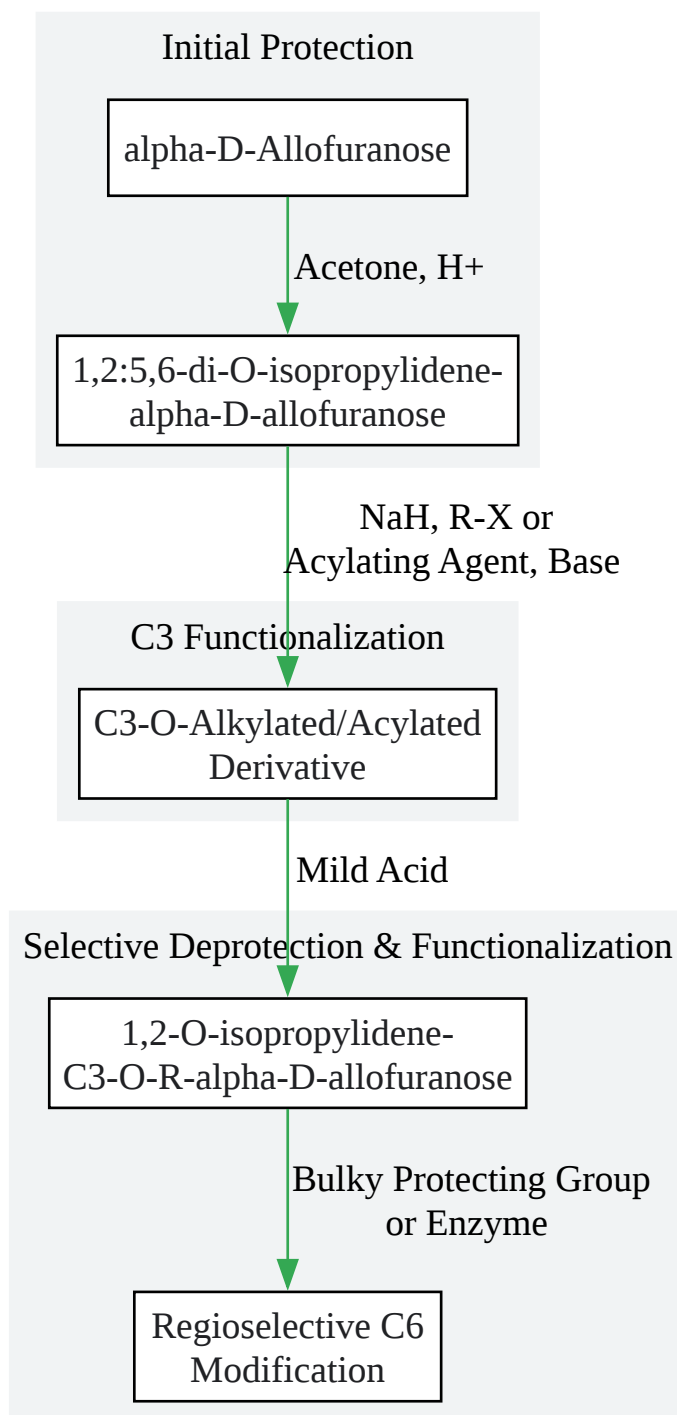 Initial Protection
alpha-D-Allofuranose
Acetone, H+
1,2:5,6-di-O-isopropylidene-
alpha-D-allofuranose
NaH, R-X or
Acylating Agent, Base
C3 Functionalization
C3-O-Alkylated/Acylated
Derivative
Mild Acid
Selective Deprotection & Functionalization
1,2-O-isopropylidene-
C3-O-R-alpha-D-allofuranose
Bulky Protecting Group
or Enzyme
Regioselective C6
Modification